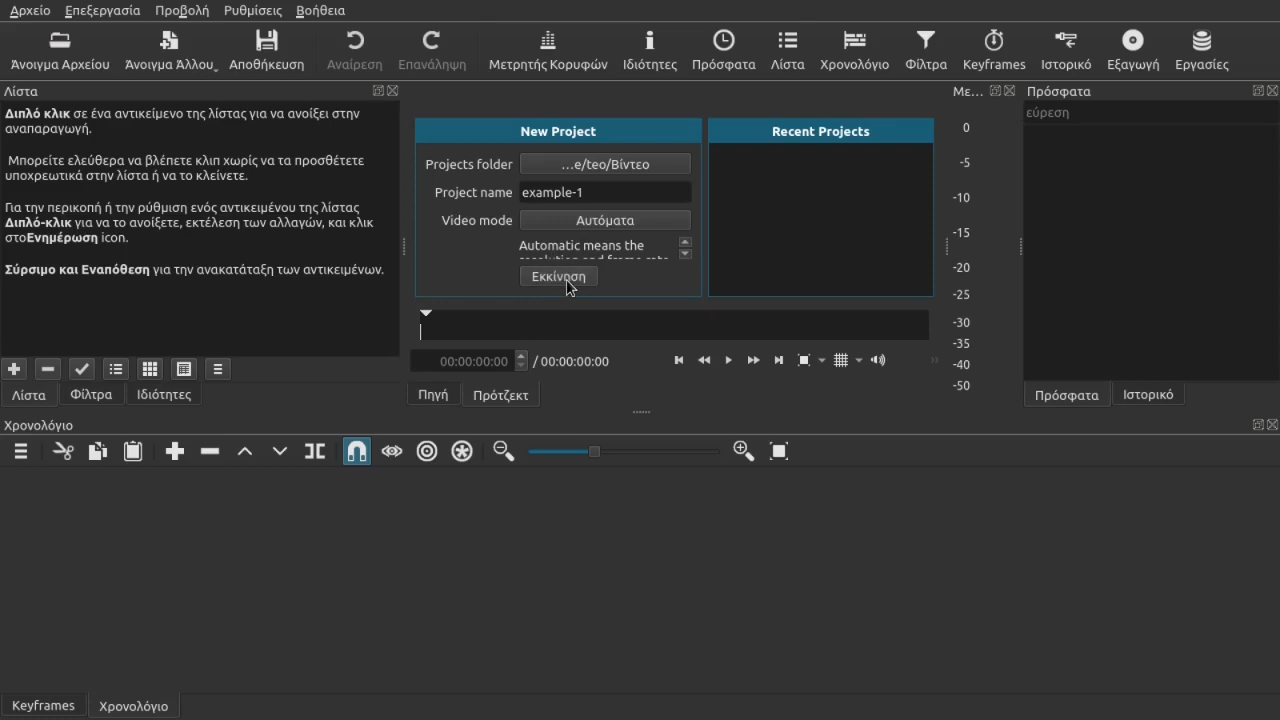 Αρχείο Επεξεργασία Προβολή Ρυθμίσεις Βοήθεια
Άνοιγμα Αρχείου Άνοιγμα Άλλου Αποθήκευση Αναίρεση Επανάληψη Μετρητής Κορυφών Ιδιότητες Πρόσφατα Λίστα Χρονολόγιο Φίλτρα Keyframes Ιστορικό Εξαγωγή Εργασίες
Λίστα
Διπλό κλικ σε ένα αντικείμενο της λίστας για να ανοίξει στην
αναπαραγωγή.
Μπορείτε ελεύθερα να βλέπετε κλιπ χωρίς να τα προσθέτετε
υποχρεωτικά στην λίστα ή να το κλείνετε.
Για την περικοπή ή την ρύθμιση ενός αντικειμένου της λίστας
Διπλό-κλικ για να το ανοίξετε, εκτέλεση των αλλαγών, και κλικ
στοΕνημέρωση icon.
Σύρσιμο και Εναπόθεση για την ανακατάταξη των αντικειμένων.
Λίστα Φίλτρα Ιδιότητες
New Project
Projects folder ...e/teo/Βίντεο
Project name example-1
Video mode Αυτόματα
Automatic means the
resolution and frame rate
Εκκίνηση
Recent Projects
00:00:00:00 / 00:00:00:00
Πηγή Πρότζεκτ
Με...
0
-5
-10
-15
-20
-25
-30
-35
-40
-50
Πρόσφατα
εύρεση
Πρόσφατα Ιστορικό
Χρονολόγιο
Keyframes Χρονολόγιο